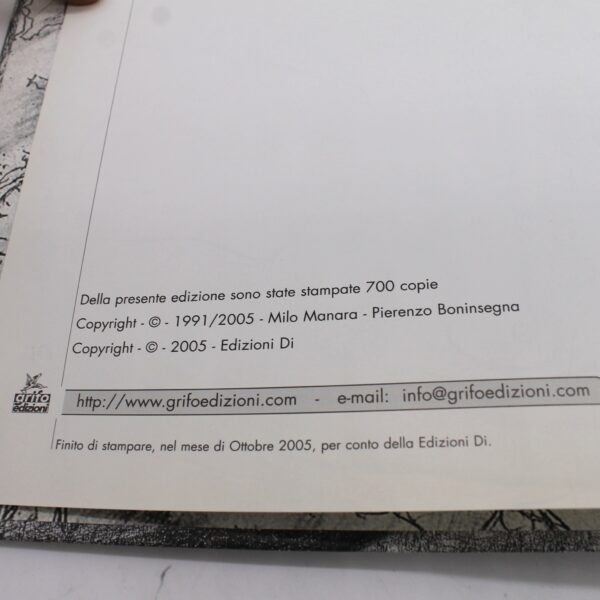 Della presente edizione sono state stampate 700 copie
Copyright - © - 1991/2005 - Milo Manara - Pierenzo Boninsegna
Copyright - © - 2005 - Edizioni Di
grifo
edizioni
http://www.grifoedizioni.com - e-mail: info@grifoedizioni.com
Finito di stampare, nel mese di Ottobre 2005, per conto della Edizioni Di.